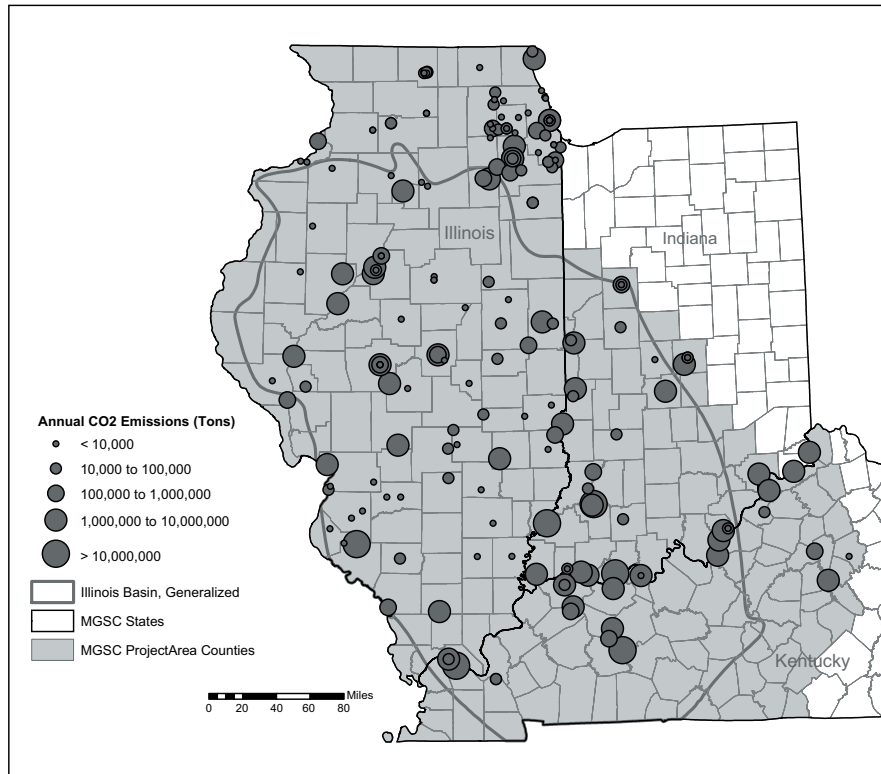 Illinois
Indiana
Annual CO2 Emissions (Tons)
< 10,000
10,000 to 100,000
100,000 to 1,000,000
1,000,000 to 10,000,000
> 10,000,000
Illinois Basin, Generalized
MGSC States
MGSC ProjectArea Counties
Kentucky
Miles
0 20 40 60 80